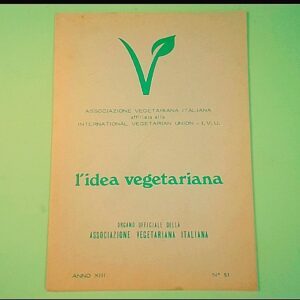 ASSOCIAZIONE VEGETARIANA ITALIANA
affiliata alla
INTERNATIONAL VEGETARIAN UNION - I.V.U.
l'idea vegetariana
ORGANO UFFICIALE DELLA
ASSOCIAZIONE VEGETARIANA ITALIANA
ANNO XIII N° 51